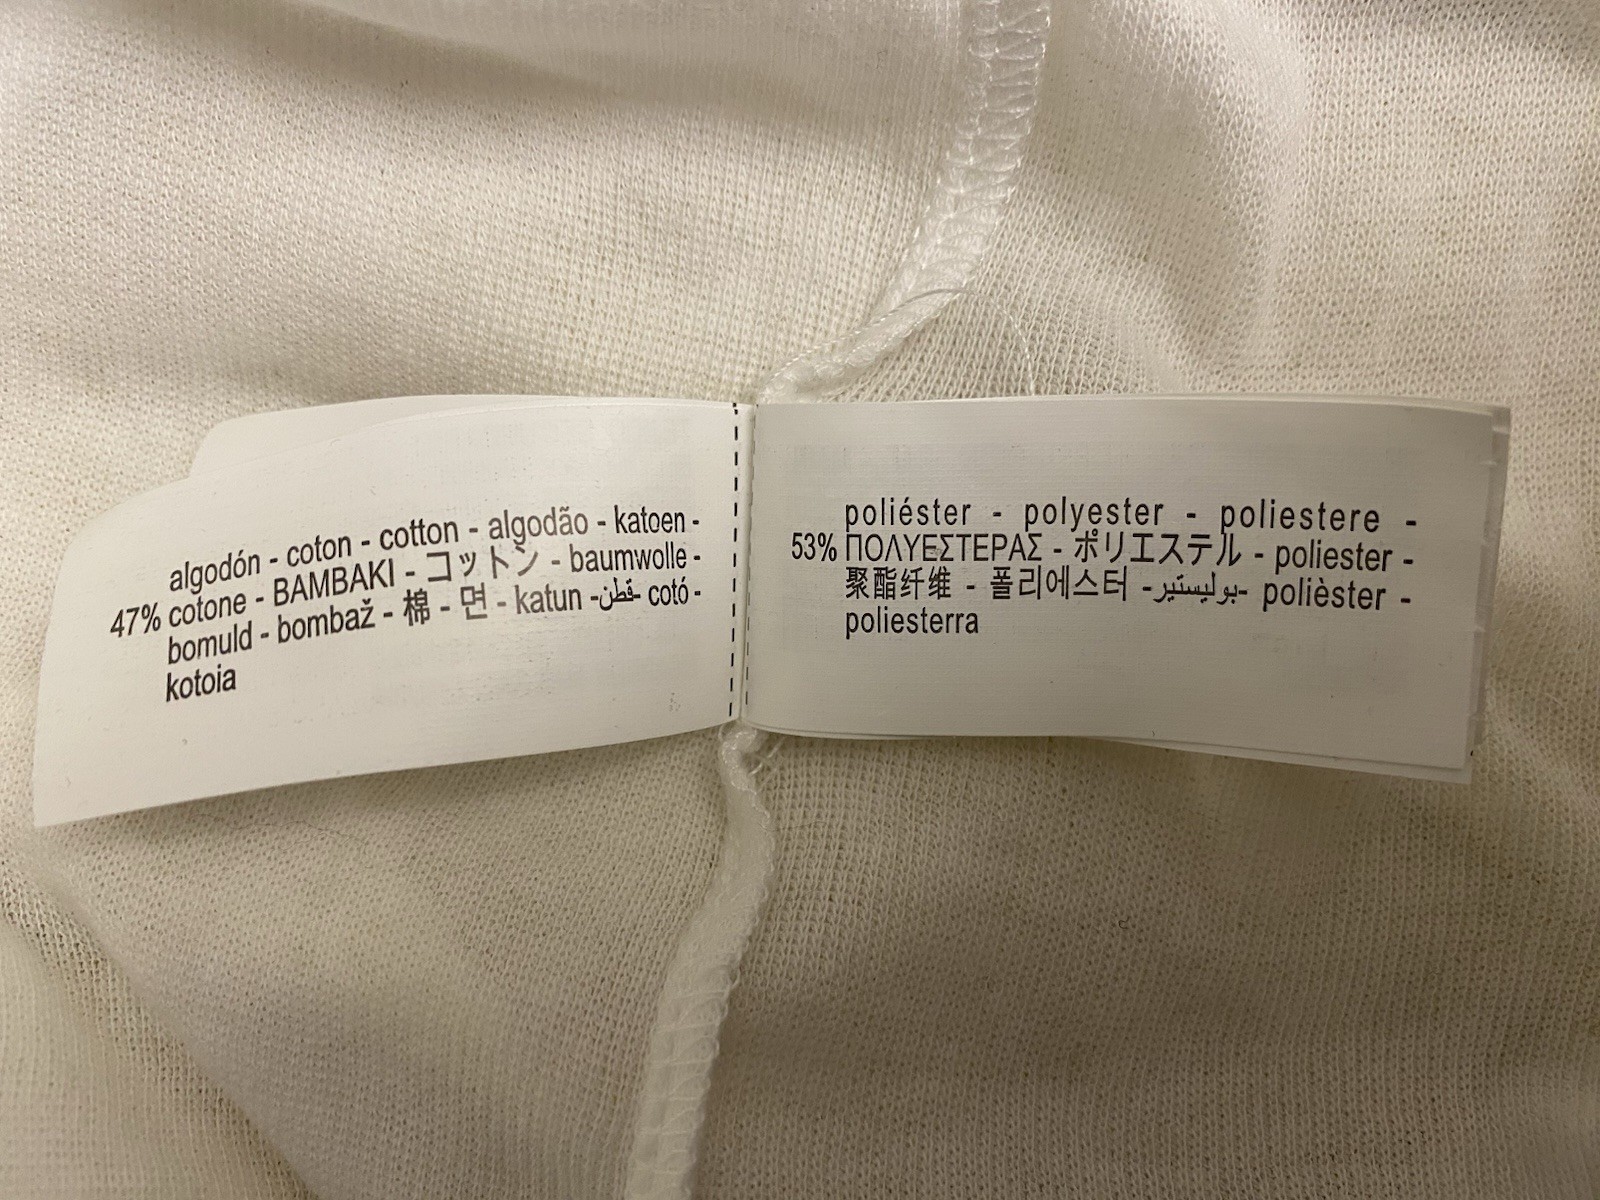 algodón - coton - cotton - algodão - katoen -
47% cotone - BAMBAKI - コットン - baumwolle -
bomuld - bombaž - 棉 - 면 - katun -قطن- cotó -
kotoia
poliéster - polyester - poliestere -
53% ΠΟΛΥΕΣΤΕΡΑΣ - ポリエステル - poliester -
聚酯纤维 - 폴리에스터 -بوليستير- polièster -
poliesterra